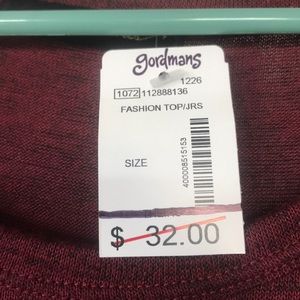 gordmans
1226
1072 112888136
FASHION TOP/JRS
SIZE
400008515153
$ 32.00